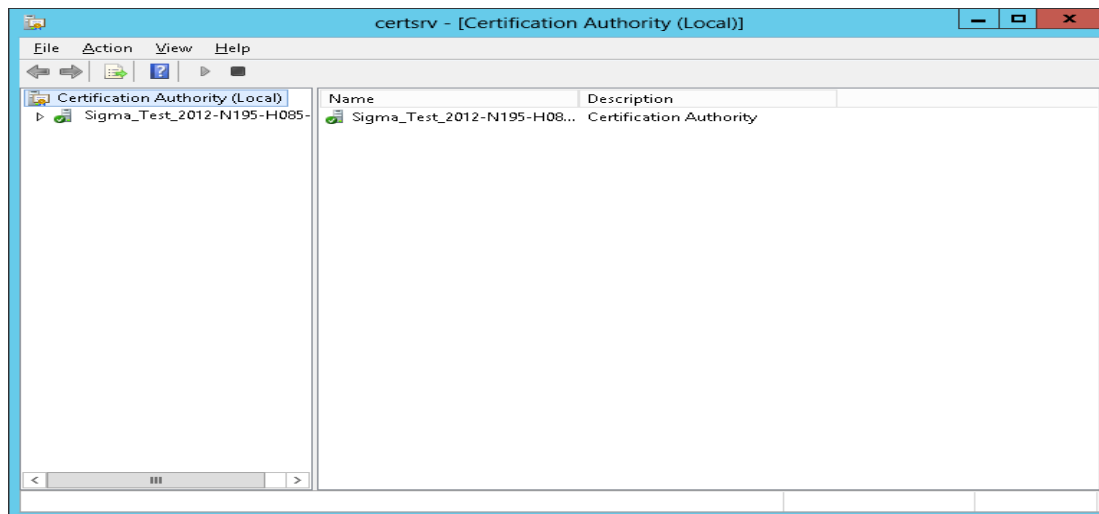 certsrv - [Certification Authority (Local)]
File Action View Help
Certification Authority (Local)
Sigma_Test_2012-N195-H085-
Name Description
Sigma_Test_2012-N195-H08... Certification Authority